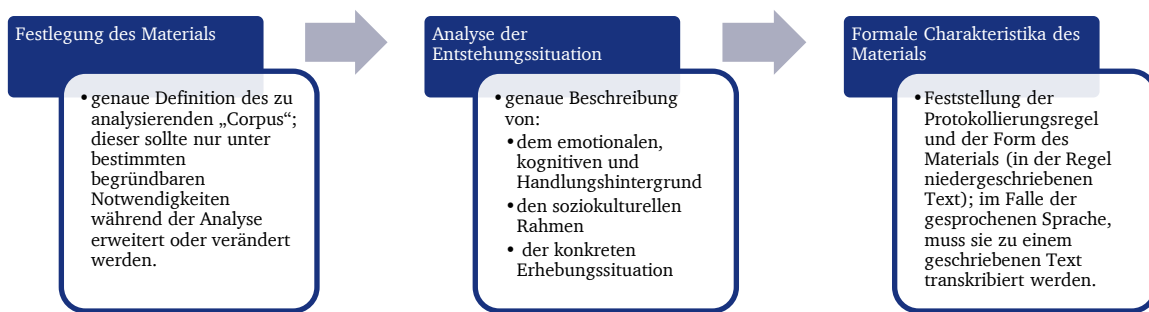 Festlegung des Materials
• genaue Definition des zu
analysierenden „Corpus“;
dieser sollte nur unter
bestimmten
begründbaren
Notwendigkeiten
während der Analyse
erweitert oder verändert
werden.
Analyse der
Entstehungssituation
• genaue Beschreibung
von:
• dem emotionalen,
kognitiven und
Handlungshintergrund
• den soziokulturellen
Rahmen
• der konkreten
Erhebungssituation
Formale Charakteristika des
Materials
• Feststellung der
Protokollierungsregel
und der Form des
Materials (in der Regel
niedergeschriebenen
Text); im Falle der
gesprochenen Sprache,
muss sie zu einem
geschriebenen Text
transkribiert werden.